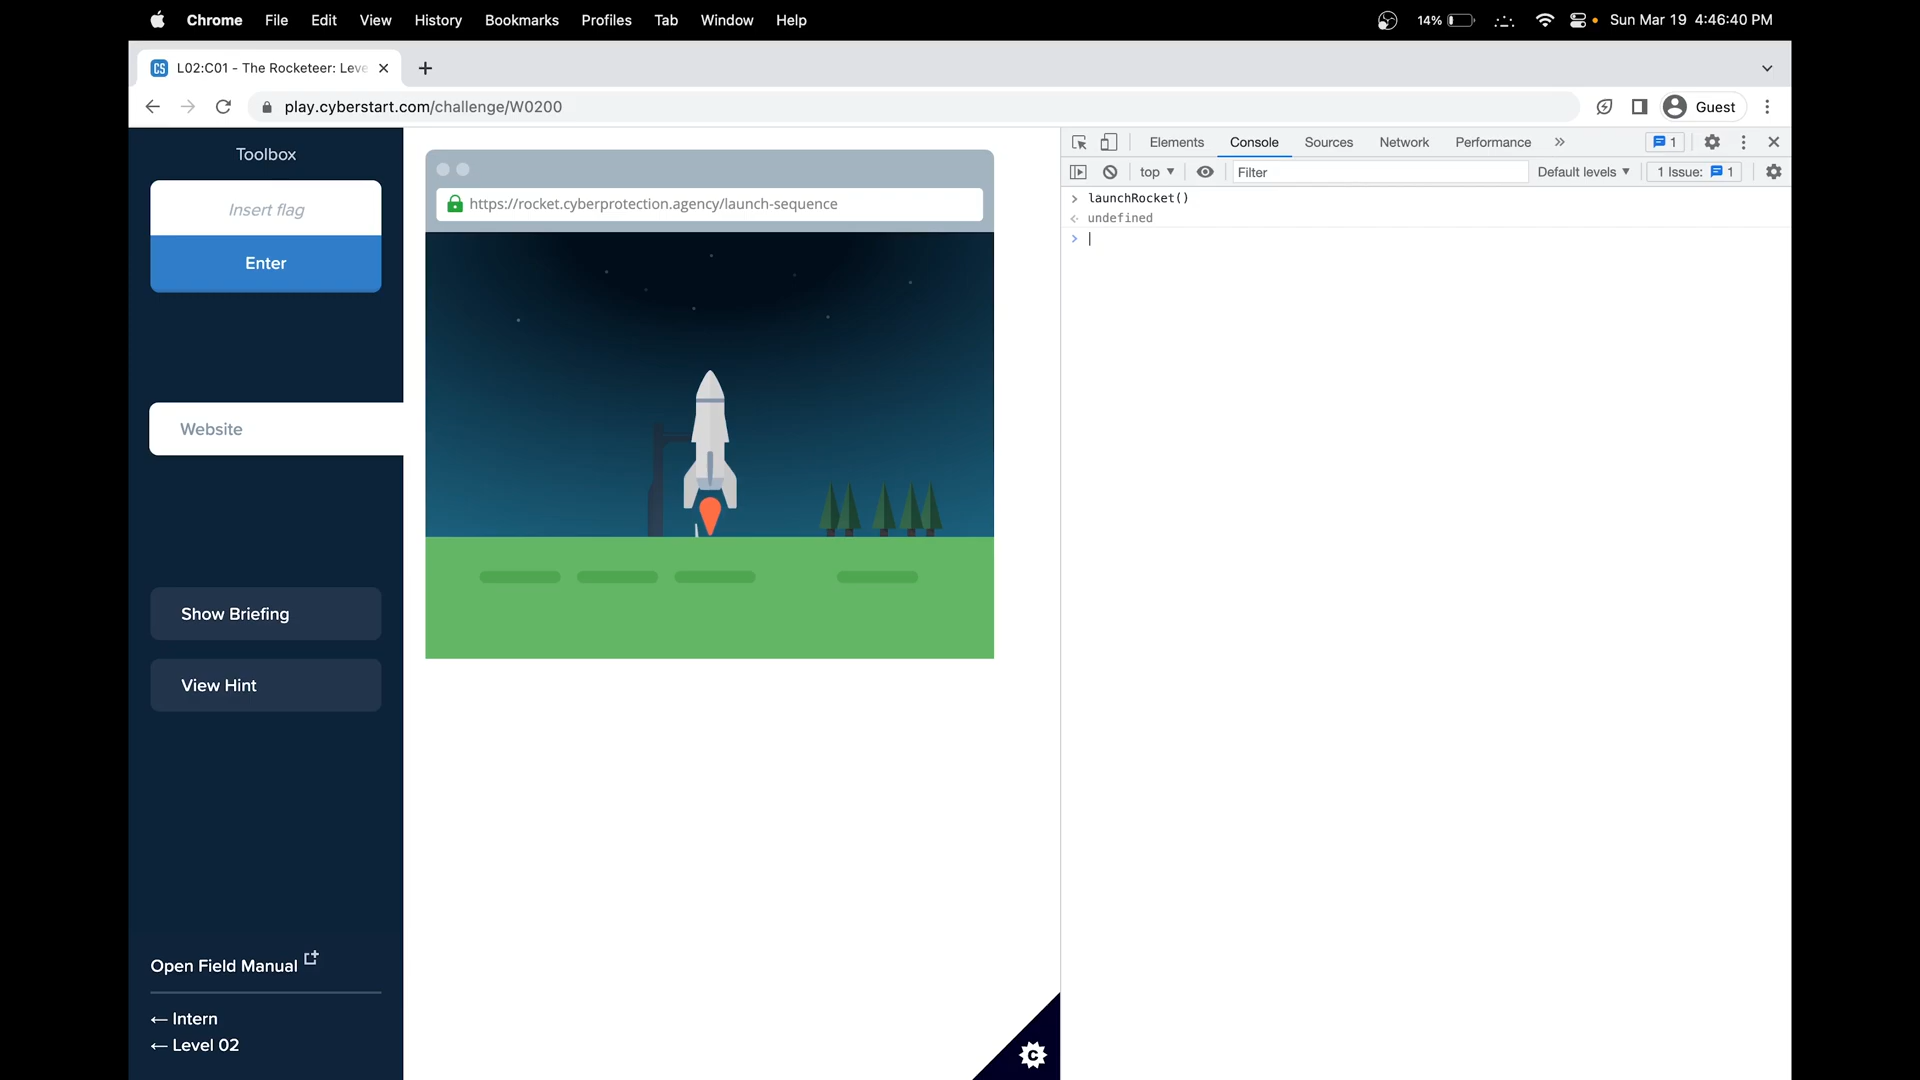 Chrome File Edit View History Bookmarks Profiles Tab Window Help 14% Sun Mar 19 4:46:40 PM
CS L02:C01 - The Rocketeer: Leve
play.cyberstart.com/challenge/W0200 Guest
Toolbox
Insert flag
Enter
Website
Show Briefing
View Hint
Open Field Manual
← Intern
← Level 02
https://rocket.cyberprotection.agency/launch-sequence
C
Elements Console Sources Network Performance » 1
top ▼ Filter Default levels ▼ 1 Issue: 1
> launchRocket()
<· undefined
>